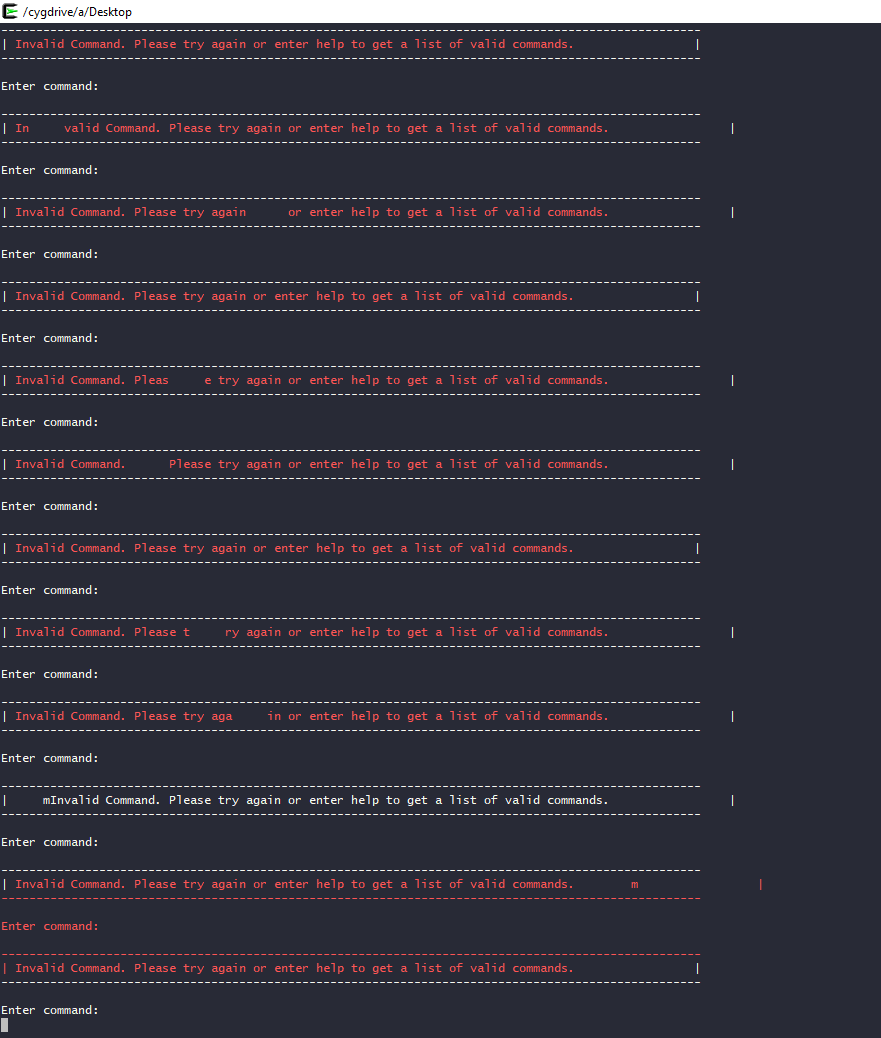 /cygdrive/a/Desktop
----------------------------------------------------------------------------------------------------
| Invalid Command. Please try again or enter help to get a list of valid commands.                 |
----------------------------------------------------------------------------------------------------
Enter command:
----------------------------------------------------------------------------------------------------
| In     valid Command. Please try again or enter help to get a list of valid commands.                 |
----------------------------------------------------------------------------------------------------
Enter command:
----------------------------------------------------------------------------------------------------
| Invalid Command. Please try again      or enter help to get a list of valid commands.                 |
----------------------------------------------------------------------------------------------------
Enter command:
----------------------------------------------------------------------------------------------------
| Invalid Command. Please try again or enter help to get a list of valid commands.                 |
----------------------------------------------------------------------------------------------------
Enter command:
----------------------------------------------------------------------------------------------------
| Invalid Command. Pleas     e try again or enter help to get a list of valid commands.                 |
----------------------------------------------------------------------------------------------------
Enter command:
----------------------------------------------------------------------------------------------------
| Invalid Command.      Please try again or enter help to get a list of valid commands.                 |
----------------------------------------------------------------------------------------------------
Enter command:
----------------------------------------------------------------------------------------------------
| Invalid Command. Please try again or enter help to get a list of valid commands.                 |
----------------------------------------------------------------------------------------------------
Enter command:
----------------------------------------------------------------------------------------------------
| Invalid Command. Please t     ry again or enter help to get a list of valid commands.                 |
----------------------------------------------------------------------------------------------------
Enter command:
----------------------------------------------------------------------------------------------------
| Invalid Command. Please try aga     in or enter help to get a list of valid commands.                 |
----------------------------------------------------------------------------------------------------
Enter command:
----------------------------------------------------------------------------------------------------
|     mInvalid Command. Please try again or enter help to get a list of valid commands.                 |
----------------------------------------------------------------------------------------------------
Enter command:
----------------------------------------------------------------------------------------------------
| Invalid Command. Please try again or enter help to get a list of valid commands.        m                 |
----------------------------------------------------------------------------------------------------
Enter command:
----------------------------------------------------------------------------------------------------
| Invalid Command. Please try again or enter help to get a list of valid commands.                 |
----------------------------------------------------------------------------------------------------
Enter command: